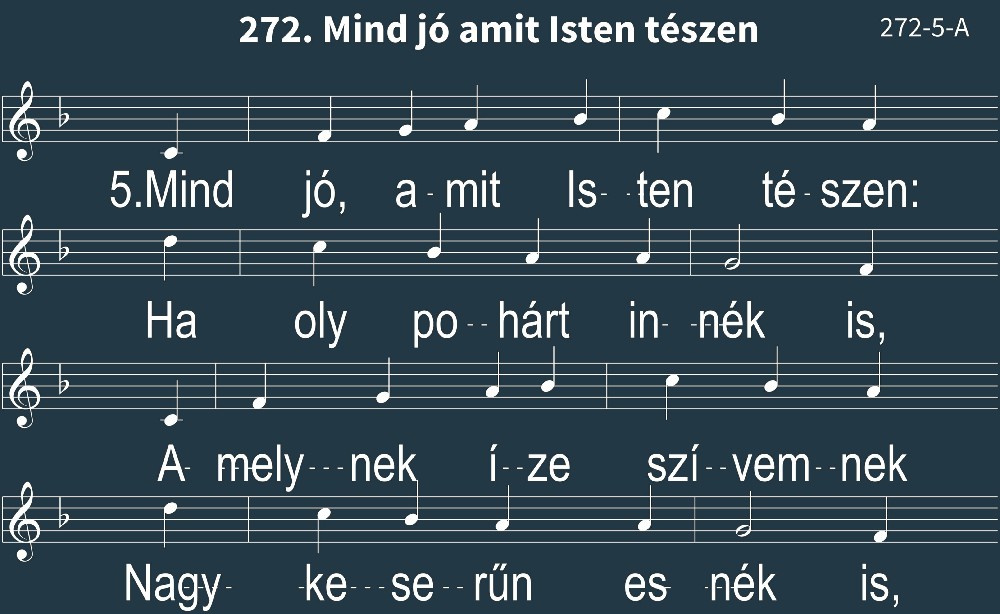 272. Mind jó amit Isten tészen
272-5-A
5.Mind jó, a - mit Is- -ten té - szen:
Ha oly po - - hárt in- -nék is,
A- mely - - - nek í - - ze szí - - vem - - nek
Nagy- -ke - - - se - - rűn es nék is,